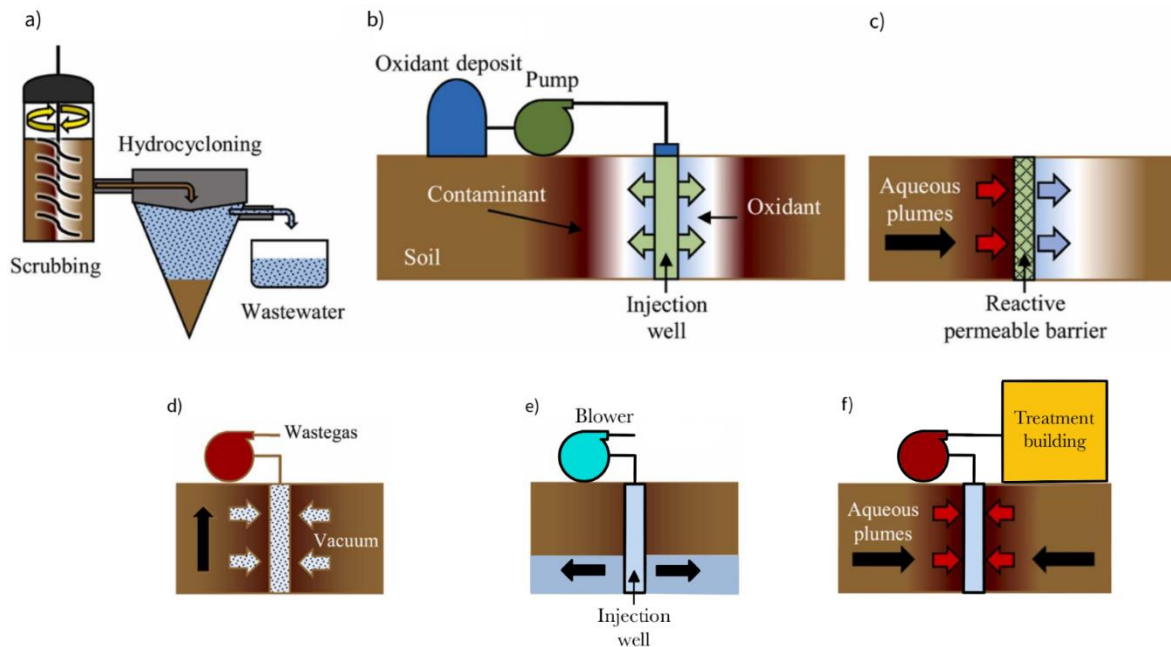 a)
Hydrocycloning
Scrubbing
Wastewater
b)
Oxidant deposit
Pump
Contaminant
Oxidant
Soil
Injection
well
c)
Aqueous
plumes
Reactive
permeable barrier
d)
Wastegas
Vacuum
e)
Blower
Injection
well
f)
Treatment
building
Aqueous
plumes